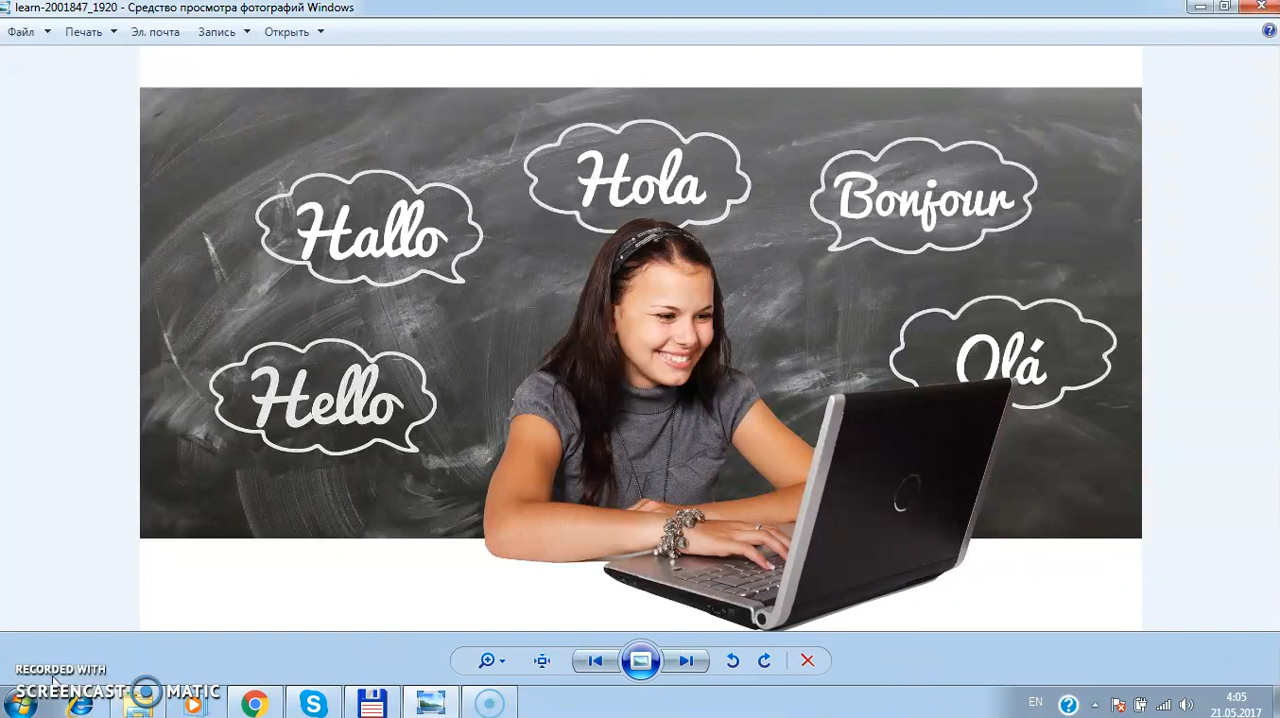 learn-2001847_1920 - Средство просмотра фотографий Windows
Файл Печать Эл. почта Запись Открыть
Hola
Bonjour
Hallo
Olá
Hello
RECORDED WITH
SCREENCAST MATIC
EN
4:05
21.05.2017